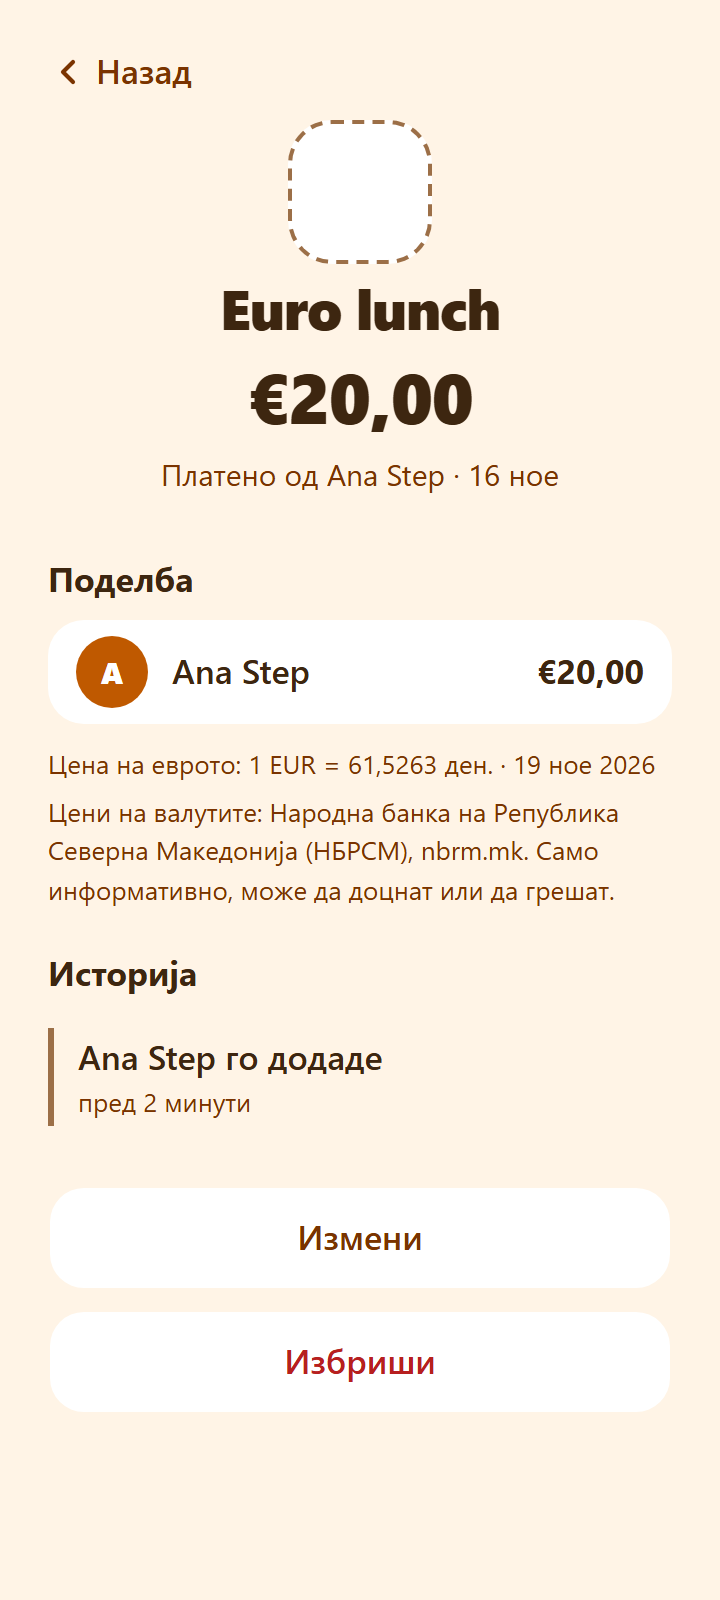 Назад
Euro lunch
€20,00
Платено од Ana Step · 16 ное
Поделба
A Ana Step €20,00
Цена на еврото: 1 EUR = 61,5263 ден. · 19 ное 2026
Цени на валутите: Народна банка на Република
Северна Македонија (НБРСМ), nbrm.mk. Само
информативно, може да доцнат или да грешат.
Историја
Ana Step го додаде
пред 2 минути
Измени
Избриши